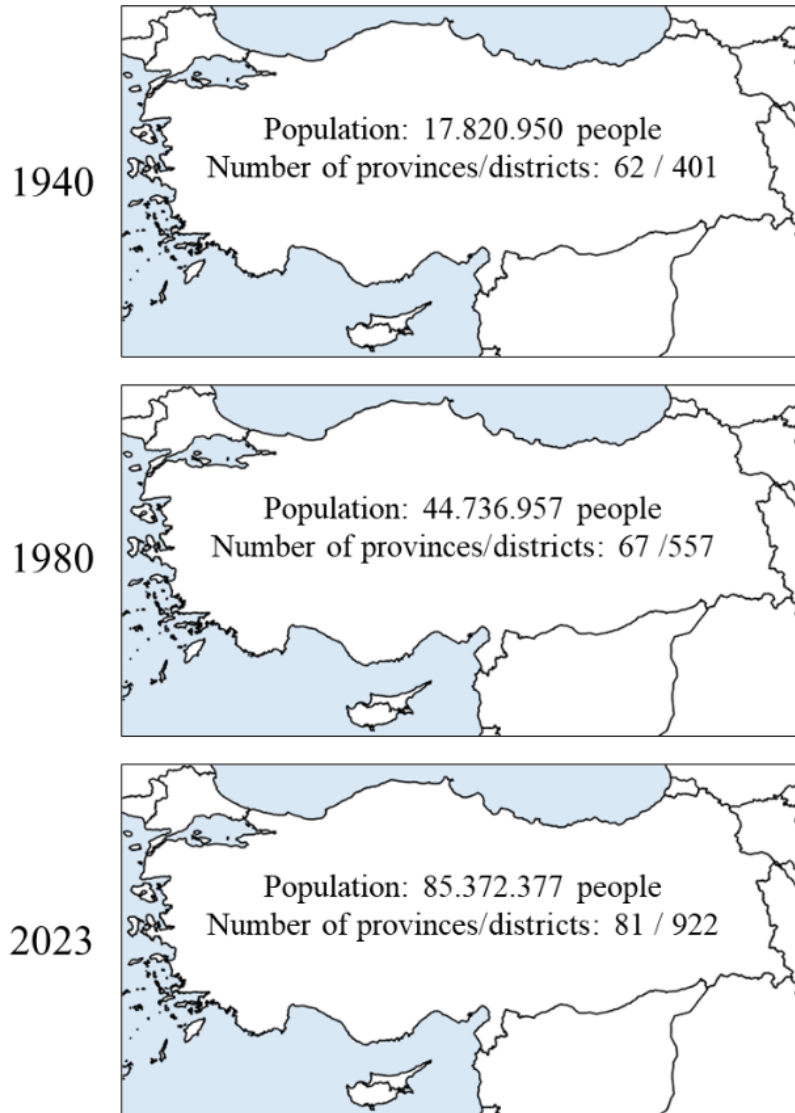 1940
Population: 17.820.950 people
Number of provinces/districts: 62 / 401
1980
Population: 44.736.957 people
Number of provinces/districts: 67 /557
2023
Population: 85.372.377 people
Number of provinces/districts: 81 / 922